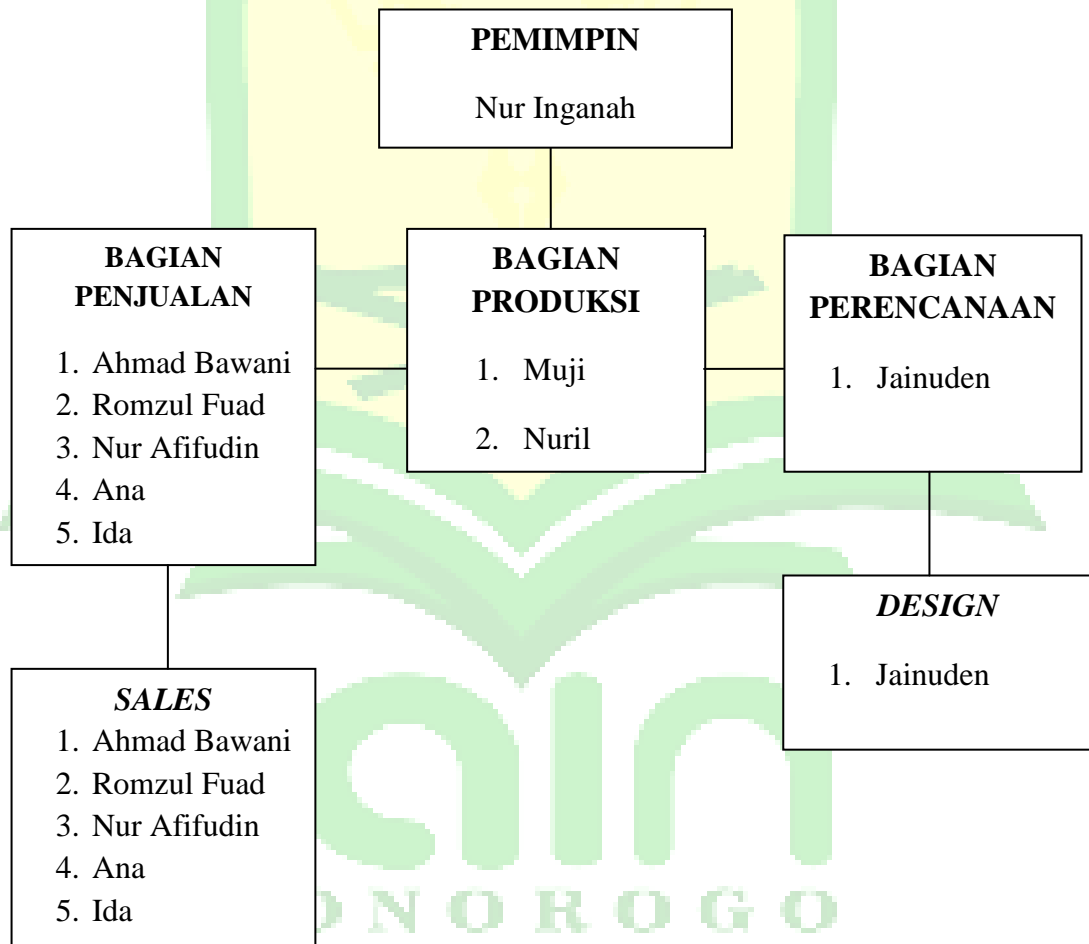 PEMIMPIN
Nur Inganah
BAGIAN
PENJUALAN
1. Ahmad Bawani
2. Romzul Fuad
3. Nur Afifudin
4. Ana
5. Ida
BAGIAN
PRODUKSI
1. Muji
2. Nuril
BAGIAN
PERENCANAAN
1. Jainuden
DESIGN
1. Jainuden
SALES
1. Ahmad Bawani
2. Romzul Fuad
3. Nur Afifudin
4. Ana
5. Ida
ain
ONOROGO